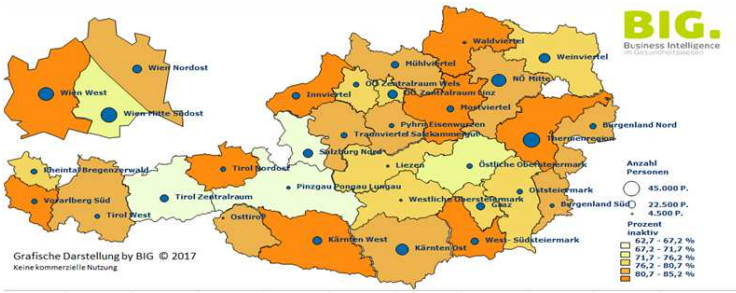 BIG.
Business Intelligence
im Gesundheitswesen
Wien Nordost
Wien West
Wien Mitte Südost
Waldviertel
Weinviertel
Mühlviertel
NÖ Mitte
OÖ Zentralraum Wels
OÖ Zentralraum Linz
Innviertel
Mostviertel
Pyhrn Eisenwurzen
Traunviertel Salzkammergut
Burgenland Nord
Thermenregion
Salzburg Nord
Liezen
Östliche Obersteiermark
Rheintal Bregenzerwald
Tirol Nordost
Pinzgau Pongau Lungau
Vorarlberg Süd
Tirol Zentralraum
Westliche Obersteiermark
Oststeiermark
Graz
Burgenland Süd
Tirol West
Osttirol
Kärnten West
Kärnten Ost
West- Südsteiermark
Anzahl
Personen
45.000 P.
22.500 P.
4.500 P.
Prozent
inaktiv
62,7 - 67,2 %
67,2 - 71,7 %
71,7 - 76,2 %
76,2 - 80,7 %
80,7 - 85,2 %
Grafische Darstellung by BIG © 2017
Keine kommerzielle Nutzung